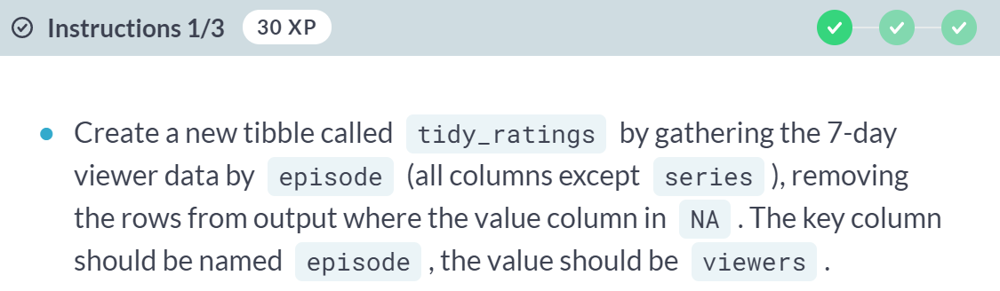 Instructions 1/3 30 XP
Create a new tibble called tidy_ratings by gathering the 7-day
viewer data by episode (all columns except series ), removing
the rows from output where the value column in NA . The key column
should be named episode , the value should be viewers .